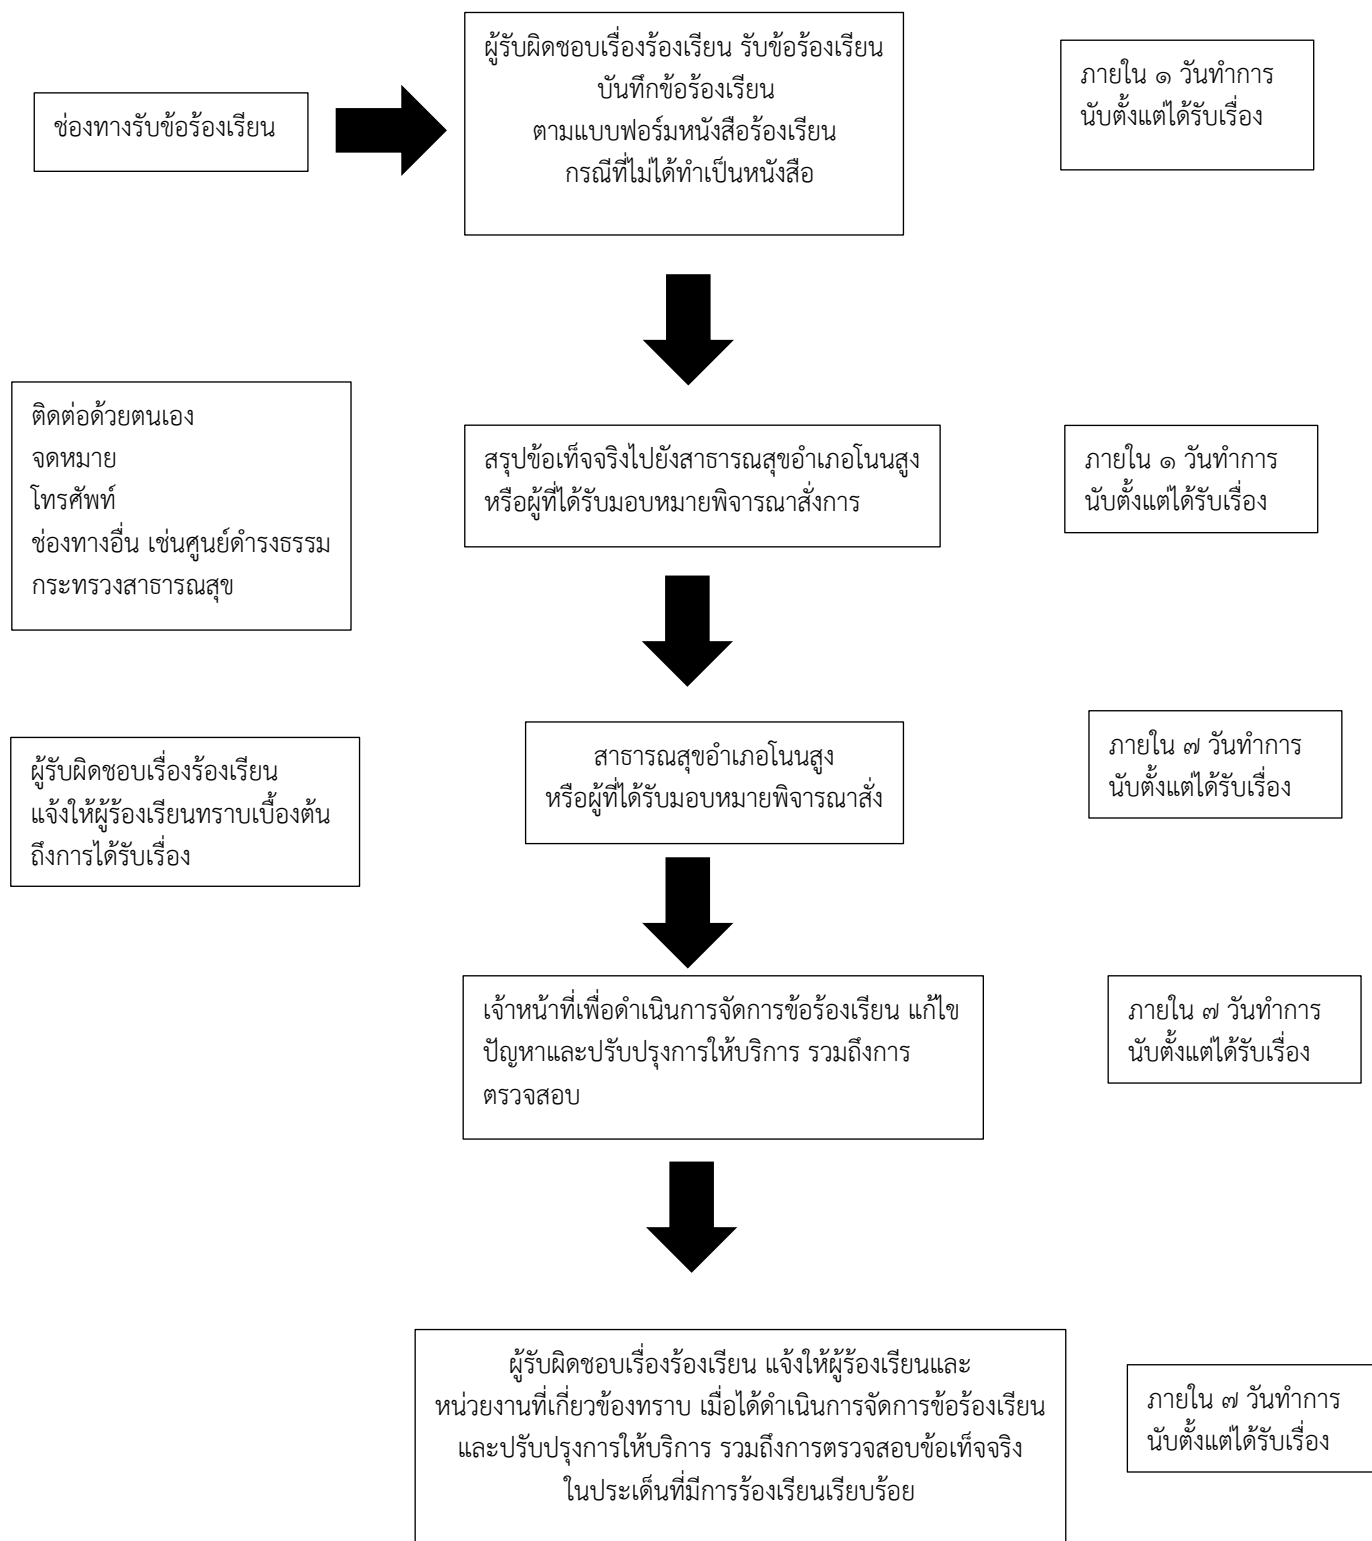 ช่องทางรับข้อร้องเรียน
ผู้รับผิดชอบเรื่องร้องเรียน รับข้อร้องเรียน
บันทึกข้อร้องเรียน
ตามแบบฟอร์มหนังสือร้องเรียน
กรณีที่ไม่ได้ทำเป็นหนังสือ
ภายใน ๑ วันทำการ
นับตั้งแต่ได้รับเรื่อง
ติดต่อด้วยตนเอง
จดหมาย
โทรศัพท์
ช่องทางอื่น เช่นศูนย์ดำรงธรรม
กระทรวงสาธารณสุข
สรุปข้อเท็จจริงไปยังสาธารณสุขอำเภอโนนสูง
หรือผู้ที่ได้รับมอบหมายพิจารณาสั่งการ
ภายใน ๑ วันทำการ
นับตั้งแต่ได้รับเรื่อง
ผู้รับผิดชอบเรื่องร้องเรียน
แจ้งให้ผู้ร้องเรียนทราบเบื้องต้น
ถึงการได้รับเรื่อง
สาธารณสุขอำเภอโนนสูง
หรือผู้ที่ได้รับมอบหมายพิจารณาสั่ง
ภายใน ๗ วันทำการ
นับตั้งแต่ได้รับเรื่อง
เจ้าหน้าที่เพื่อดำเนินการจัดการข้อร้องเรียน แก้ไข
ปัญหาและปรับปรุงการให้บริการ รวมถึงการ
ตรวจสอบ
ภายใน ๗ วันทำการ
นับตั้งแต่ได้รับเรื่อง
ผู้รับผิดชอบเรื่องร้องเรียน แจ้งให้ผู้ร้องเรียนและ
หน่วยงานที่เกี่ยวข้องทราบ เมื่อได้ดำเนินการจัดการข้อร้องเรียน
และปรับปรุงการให้บริการ รวมถึงการตรวจสอบข้อเท็จจริง
ในประเด็นที่มีการร้องเรียนเรียบร้อย
ภายใน ๗ วันทำการ
นับตั้งแต่ได้รับเรื่อง